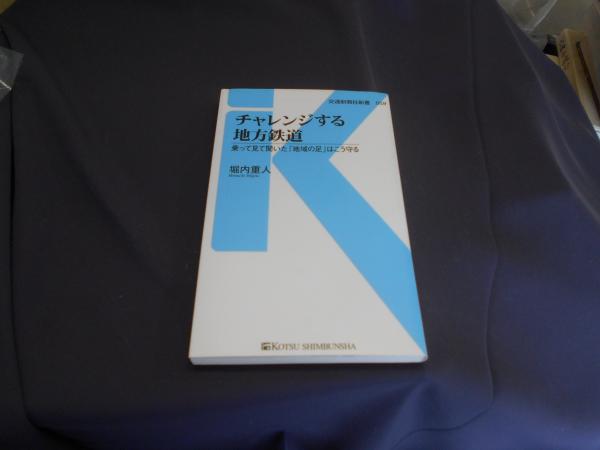 交通新聞社新書
チャレンジする
地方鉄道
乗って見て聞いた「地域の足」はこう守る
堀内重人
KOTSU SHIMBUNSHA